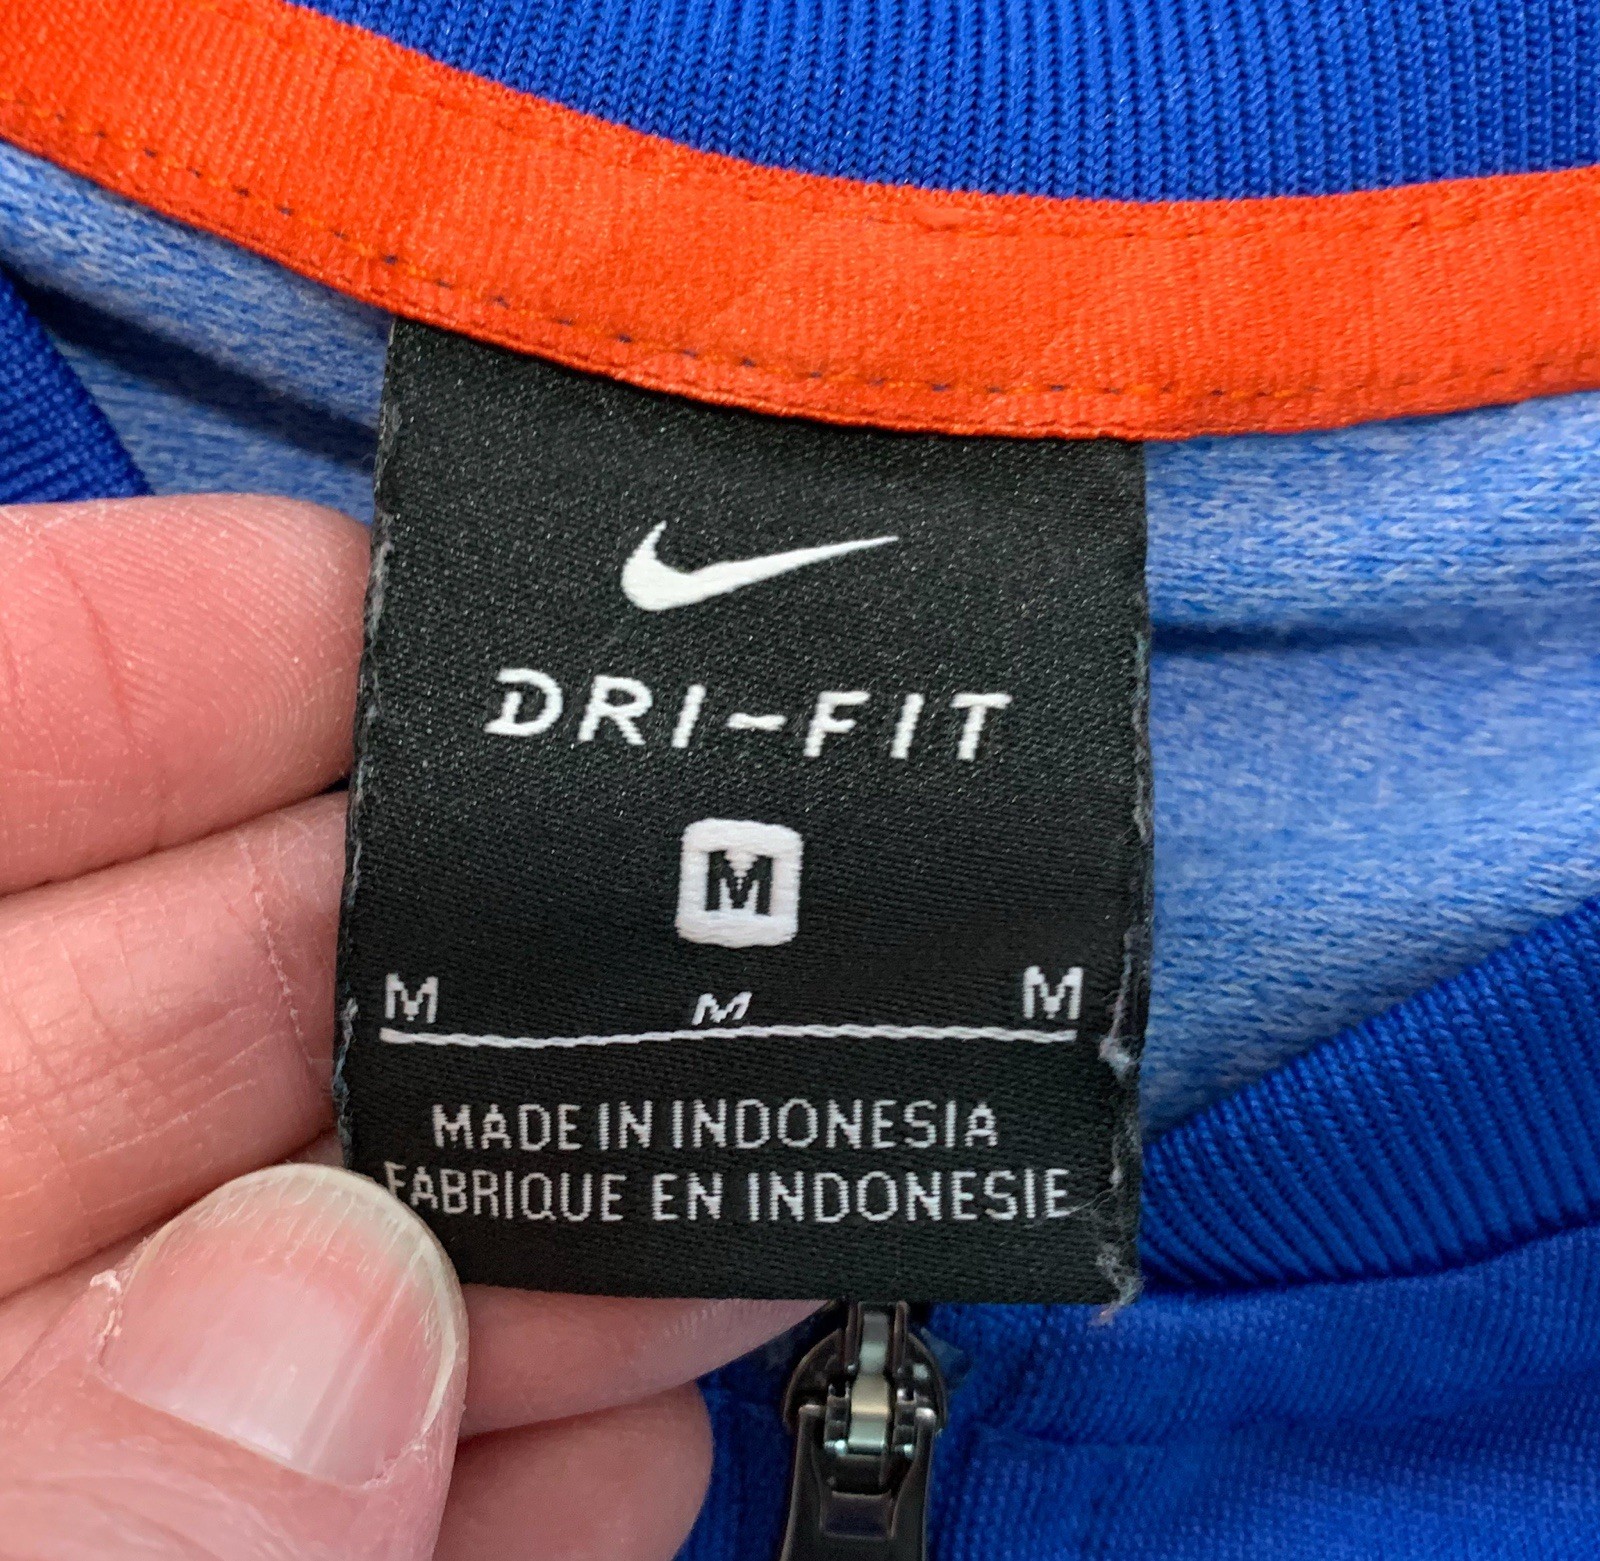 DRI-FIT
M
M M M
MADE IN INDONESIA
FABRIQUE EN INDONESIE